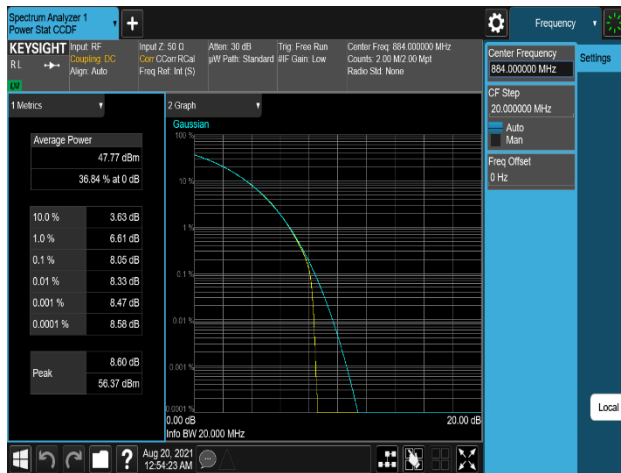 Spectrum Analyzer 1
Power Stat CCDF
Frequency
KEYSIGHT
RL
Input: RF
Coupling: DC
Align: Auto
Input Z: 50 Ω
Corr CCorr RCal
Freq Ref: Int (S)
Atten: 30 dB
µW Path: Standard
Trig: Free Run
#IF Gain: Low
Center Freq: 884.000000 MHz
Counts: 2.00 M/2.00 Mpt
Radio Std: None
Center Frequency
884.000000 MHz
Settings
CF Step
20.000000 MHz
Auto
Man
Freq Offset
0 Hz
1 Metrics
Average Power
47.77 dBm
36.84 % at 0 dB
10.0 % 3.63 dB
1.0 % 6.61 dB
0.1 % 8.05 dB
0.01 % 8.33 dB
0.001 % 8.47 dB
0.0001 % 8.58 dB
Peak
8.60 dB
56.37 dBm
2 Graph
Gaussian
100 %
10 %
1 %
0.1 %
0.01 %
0.001 %
0.0001 %
0.00 dB 20.00 dB
Info BW 20.000 MHz
Local
?
Aug 20, 2021
12:54:23 AM